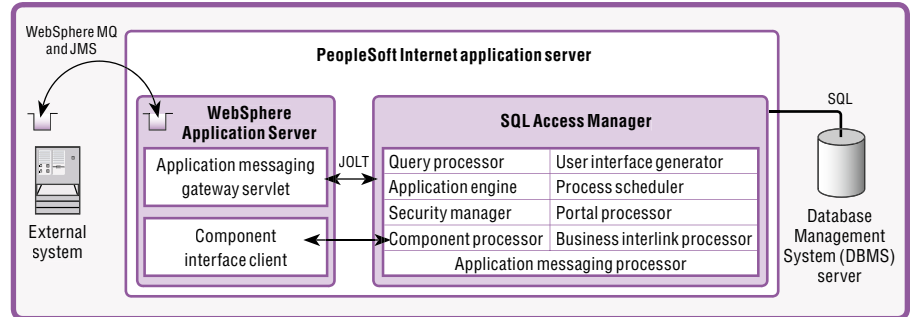 WebSphere MQ
and JMS
PeopleSoft Internet application server
WebSphere
Application Server
Application messaging
gateway servlet
Component
interface client
JOLT
SQL Access Manager
Query processor
User interface generator
Application engine
Process scheduler
Security manager
Portal processor
Component processor
Business interlink processor
Application messaging processor
SQL
External
system
Database
Management
System (DBMS)
server